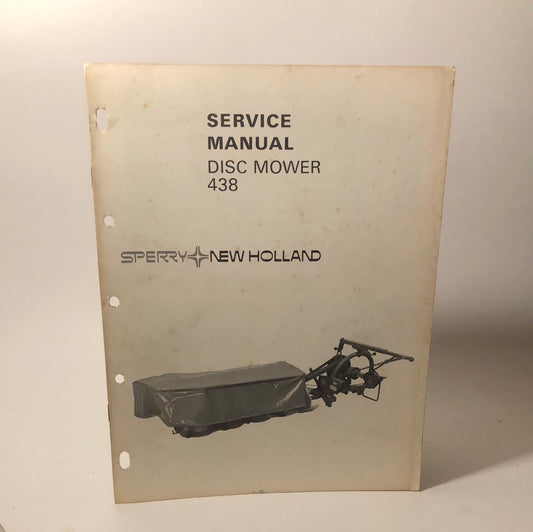 SERVICE
MANUAL
DISC MOWER
438
SPERRY NEW HOLLAND